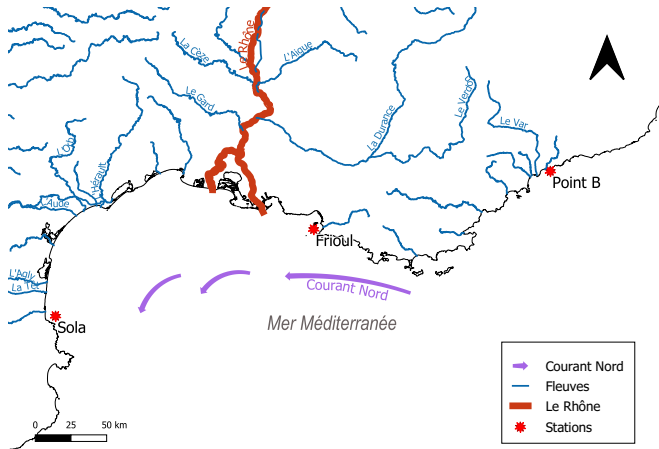 Le Rhône
La Cèze
L'Aigue
Le Gard
La Durance
Le Verdon
Le Var
L'Orb
L'Hérault
L'Aude
Point B
Frioul
L'Agly
La Têt
Courant Nord
Sola
Mer Méditerranée
Courant Nord
Fleuves
Le Rhône
Stations
0 25 50 km